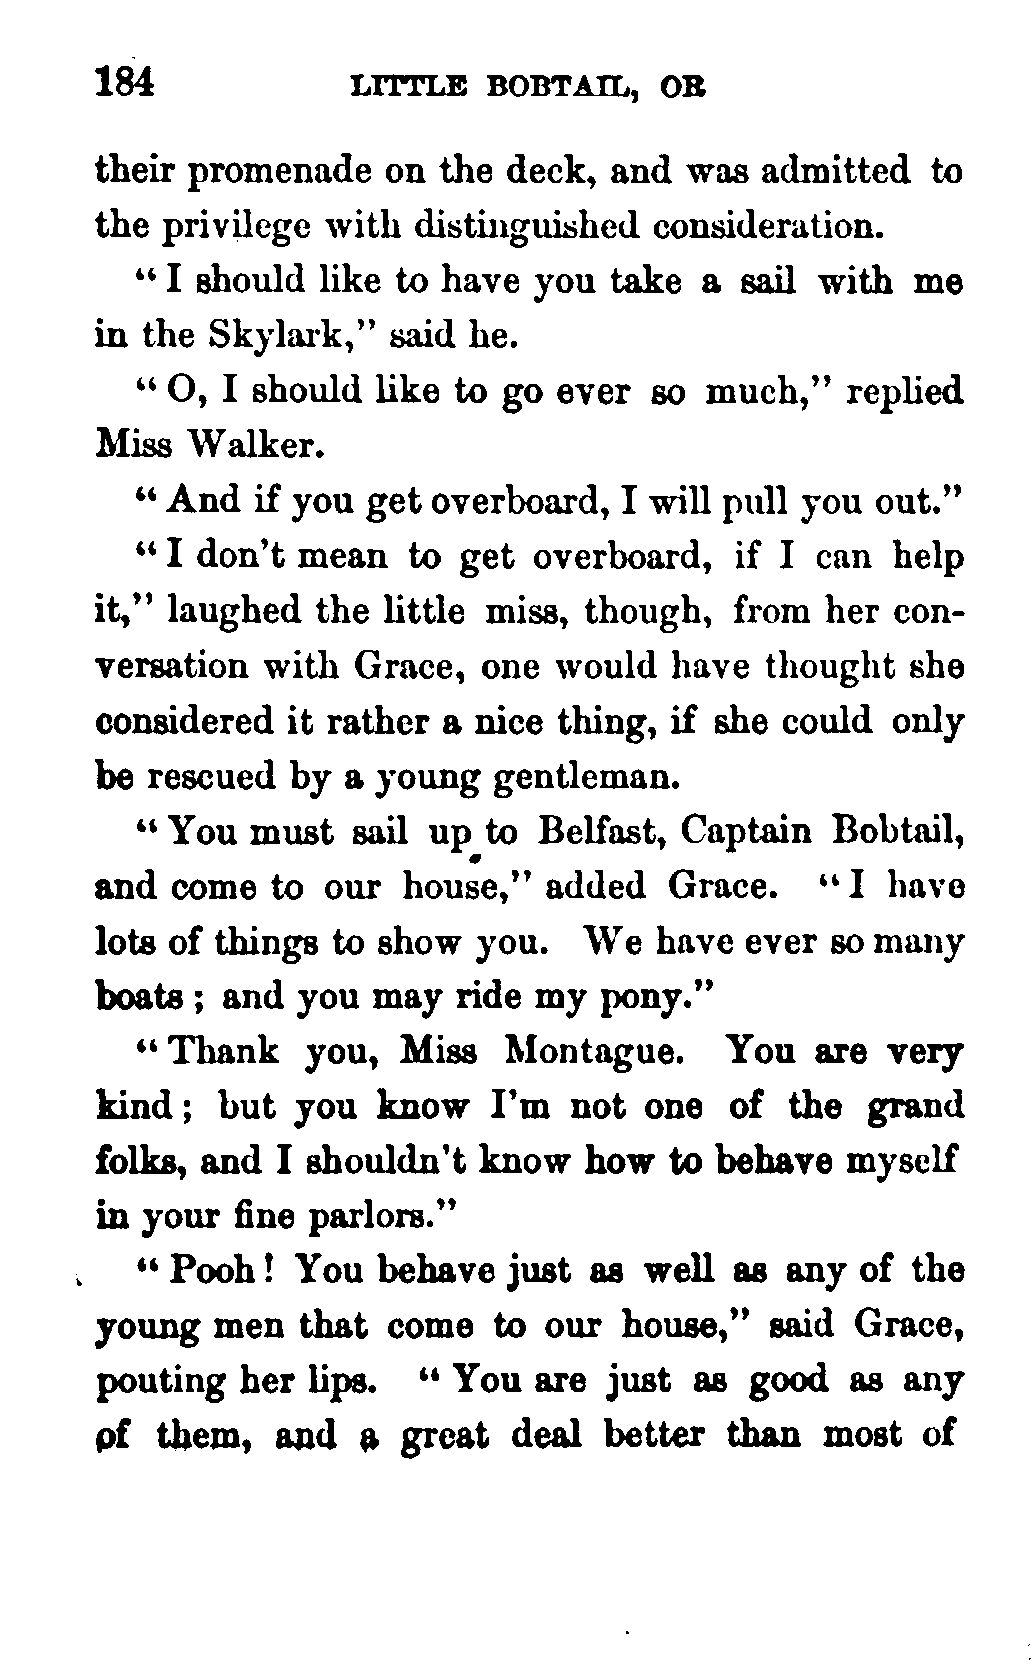 184 LITTLE BOBTAIL, OR
their promenade on the deck, and was admitted to
the privilege with distinguished consideration.
“I should like to have you take a sail with me
in the Skylark,” said he.
“O, I should like to go ever so much,” replied
Miss Walker.
“And if you get overboard, I will pull you out.”
“I don't mean to get overboard, if I can help
it,” laughed the little miss, though, from her con-
versation with Grace, one would have thought she
considered it rather a nice thing, if she could only
be rescued by a young gentleman.
“You must sail up to Belfast, Captain Bobtail,
and come to our house,” added Grace. “I have
lots of things to show you. We have ever so many
boats; and you may ride my pony.”
“Thank you, Miss Montague. You are very
kind; but you know I'm not one of the grand
folks, and I shouldn't know how to behave myself
in your fine parlors.”
“Pooh! You behave just as well as any of the
young men that come to our house,” said Grace,
pouting her lips. “You are just as good as any
of them, and a great deal better than most of